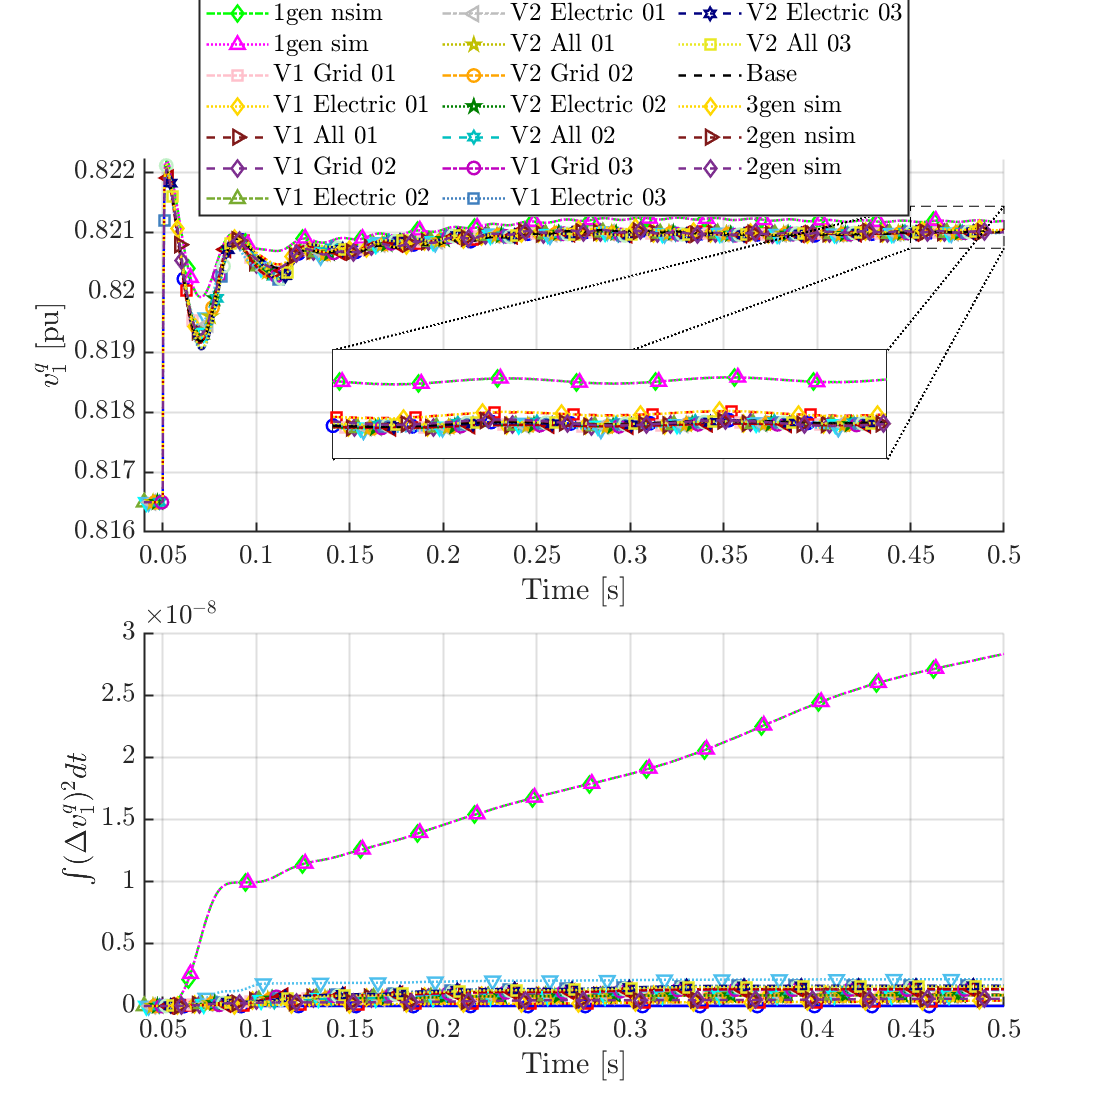 1gen nsim V2 Electric 01 V2 Electric 03
1gen sim V2 All 01 V2 All 03
V1 Grid 01 V2 Grid 02 Base
V1 Electric 01 V2 Electric 02 3gen sim
V1 All 01 V2 All 02 2gen nsim
V1 Grid 02 V1 Grid 03 2gen sim
V1 Electric 02 V1 Electric 03
0.822
0.821
0.82
0.819
0.818
0.817
0.816
v_1^q [pu]
0.05 0.1 0.15 0.2 0.25 0.3 0.35 0.4 0.45 0.5
Time [s]
×10⁻⁸
3
2.5
2
1.5
1
0.5
0
∫(Δv_1^q)²dt
0.05 0.1 0.15 0.2 0.25 0.3 0.35 0.4 0.45 0.5
Time [s]